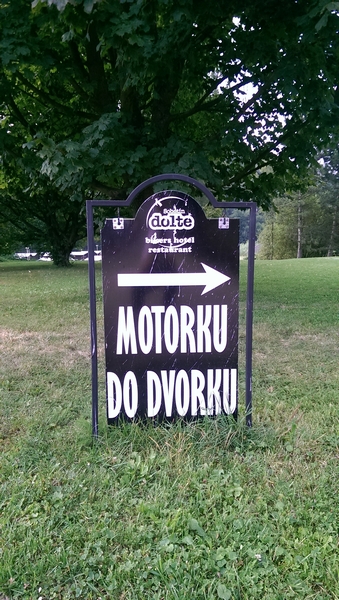 dolte
bikers hotel
restaurant
MOTORKU
DO DVORKU